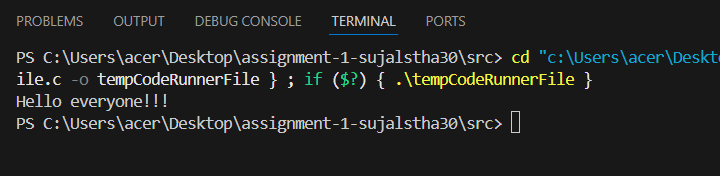 PROBLEMS OUTPUT DEBUG CONSOLE TERMINAL PORTS
PS C:\Users\acer\Desktop\assignment-1-sujalstha30\src> cd "c:\Users\acer\Deskto
ile.c -o tempCodeRunnerFile } ; if ($?) { .\tempCodeRunnerFile }
Hello everyone!!!
PS C:\Users\acer\Desktop\assignment-1-sujalstha30\src>